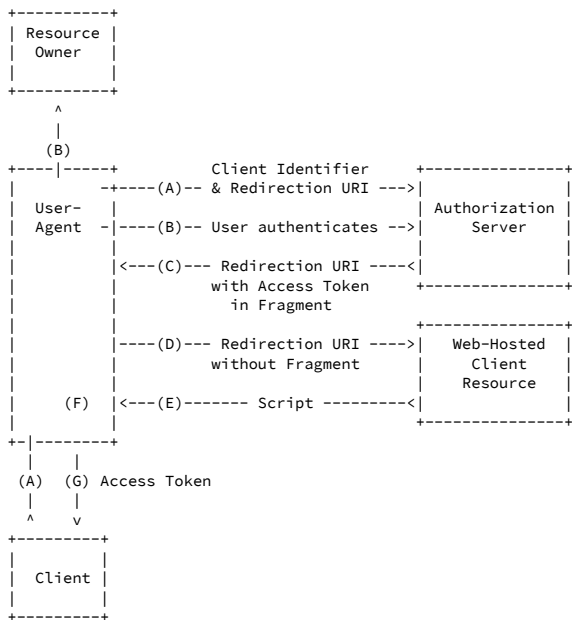 Resource
Owner
(B)
Client Identifier
(A) & Redirection URI
User-
Agent
(B) User authenticates
Authorization
Server
(C) Redirection URI
with Access Token
in Fragment
(D) Redirection URI
without Fragment
Web-Hosted
Client
Resource
(F) (E) Script
(A) (G) Access Token
Client